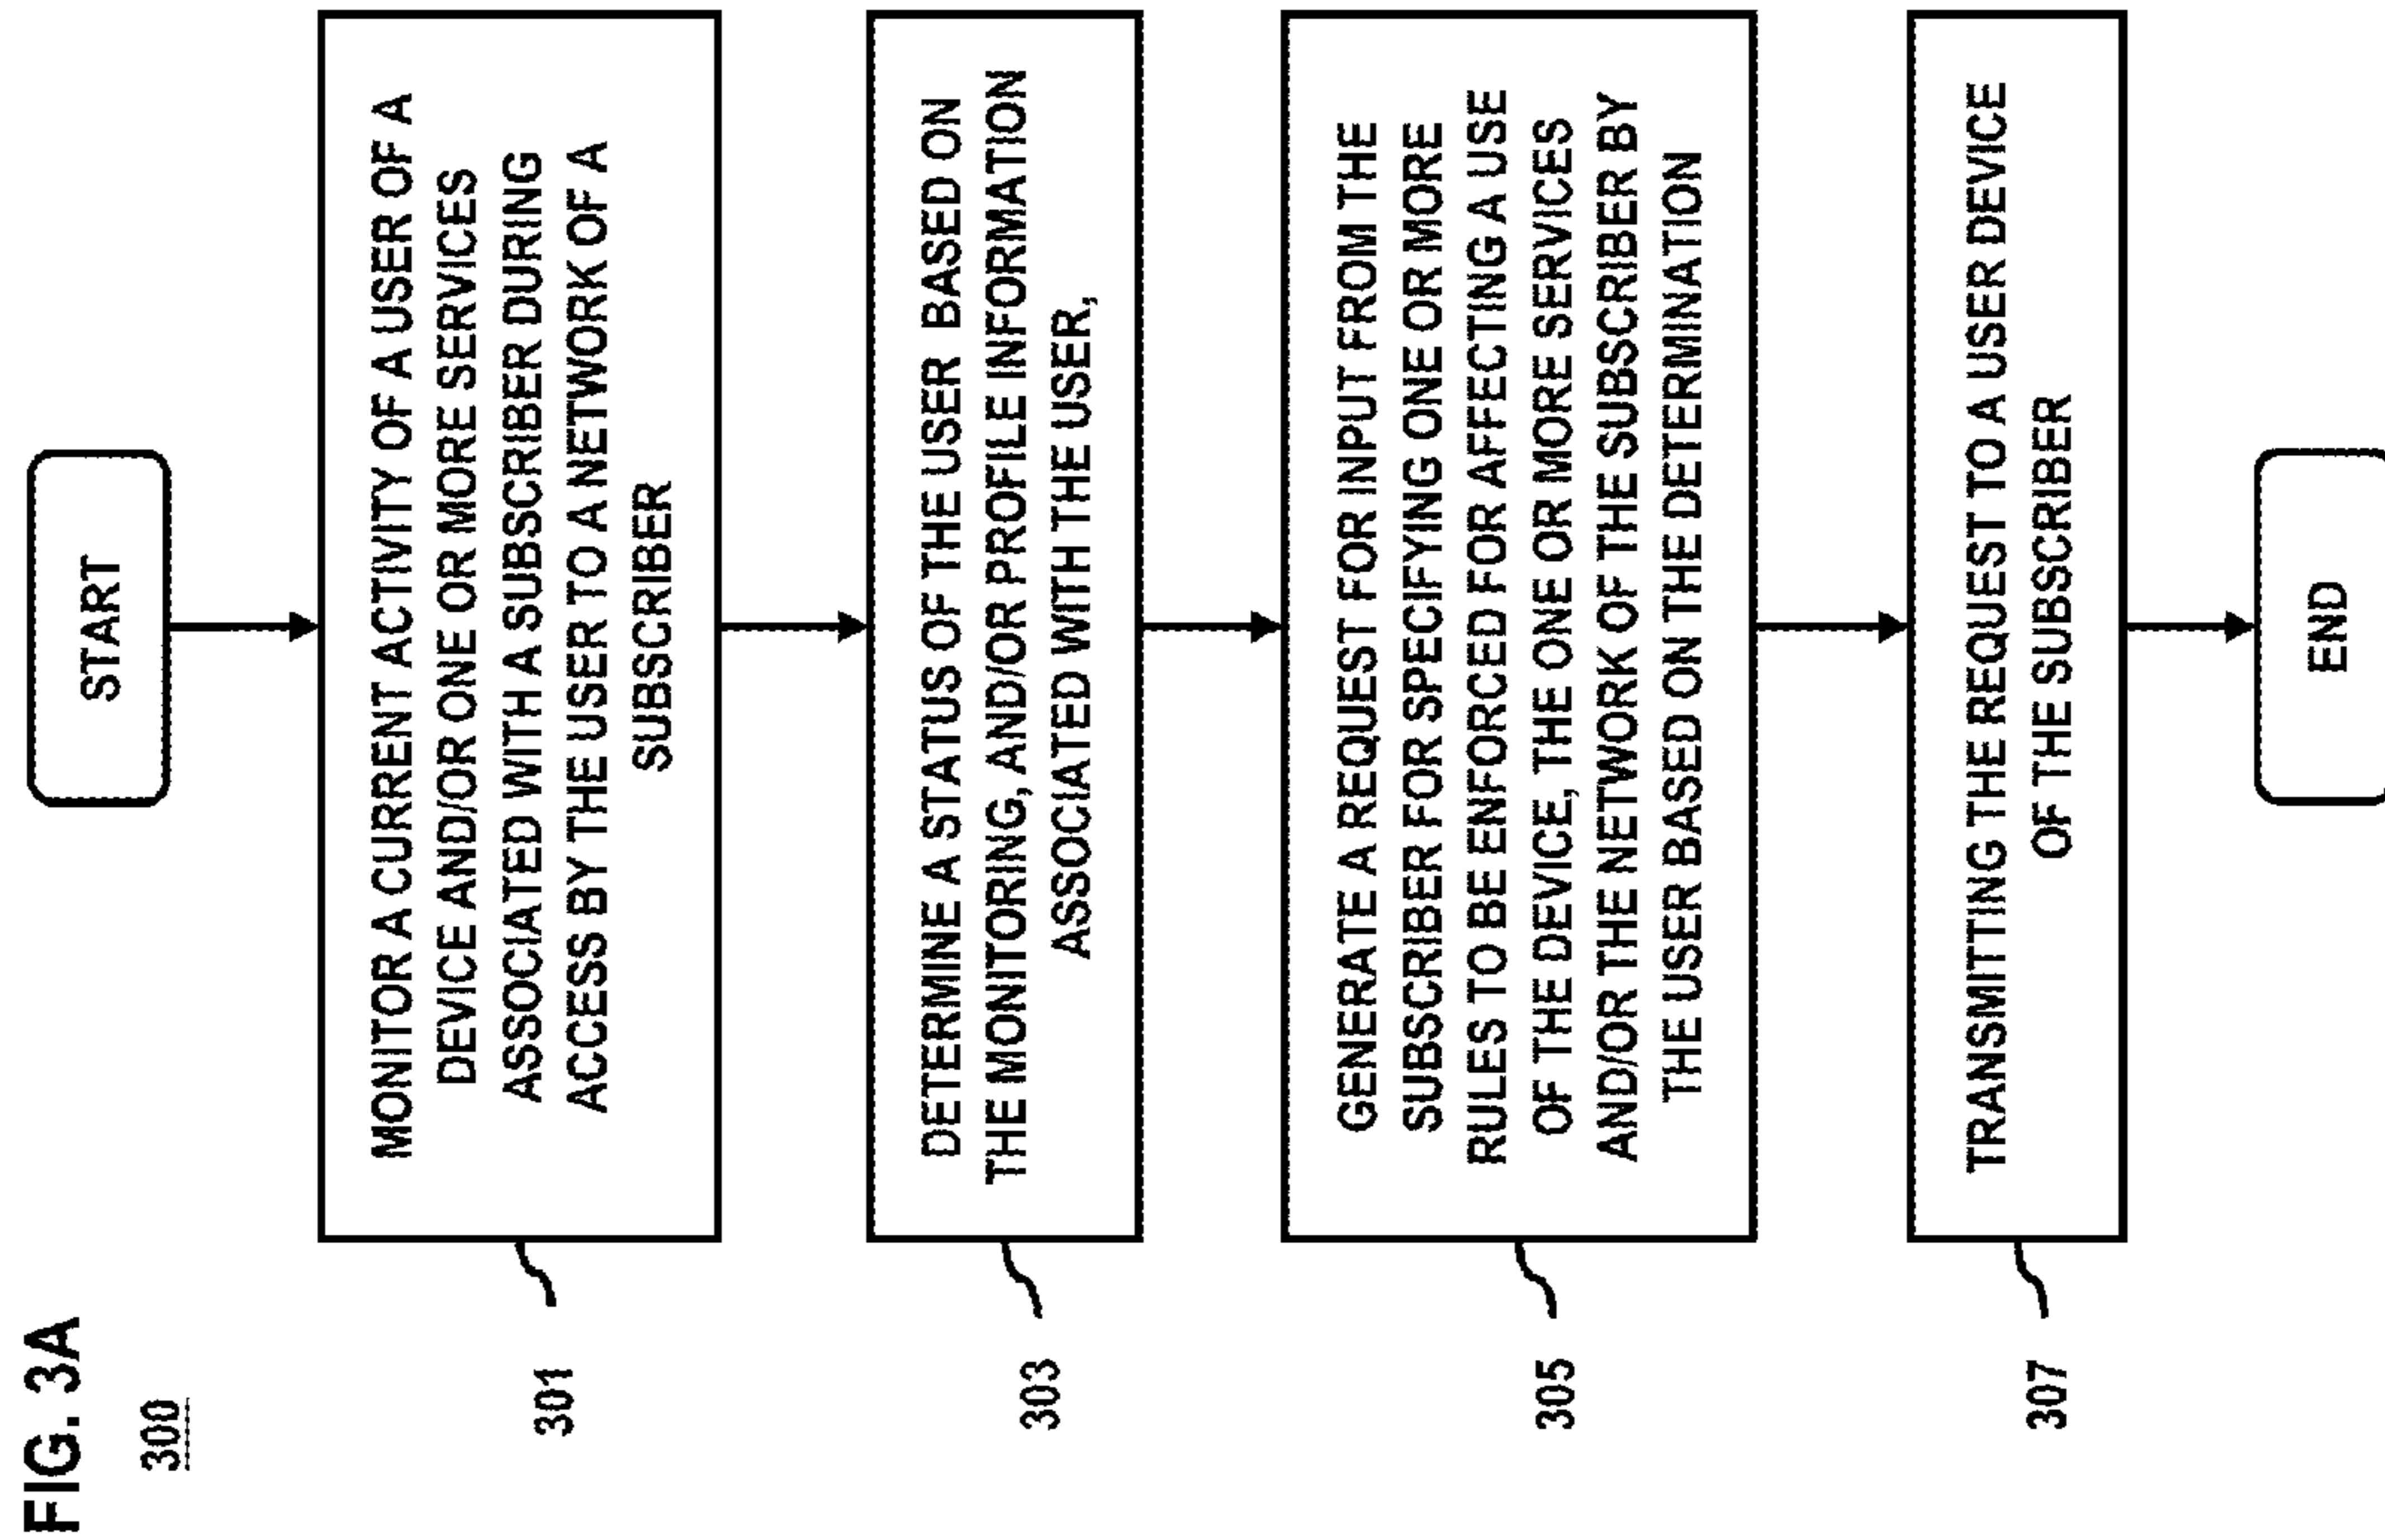 FIG. 3A
300
START
MONITOR A CURRENT ACTIVITY OF A USER OF A
DEVICE AND/OR ONE OR MORE SERVICES
ASSOCIATED WITH A SUBSCRIBER DURING
ACCESS BY THE USER TO A NETWORK OF A
SUBSCRIBER
301
DETERMINE A STATUS OF THE USER BASED ON
THE MONITORING, AND/OR PROFILE INFORMATION
ASSOCIATED WITH THE USER,
303
GENERATE A REQUEST FOR INPUT FROM THE
SUBSCRIBER FOR SPECIFYING ONE OR MORE
RULES TO BE ENFORCED FOR AFFECTING A USE
OF THE DEVICE, THE ONE OR MORE SERVICES
AND/OR THE NETWORK OF THE SUBSCRIBER BY
THE USER BASED ON THE DETERMINATION
305
TRANSMITTING THE REQUEST TO A USER DEVICE
OF THE SUBSCRIBER
307
END